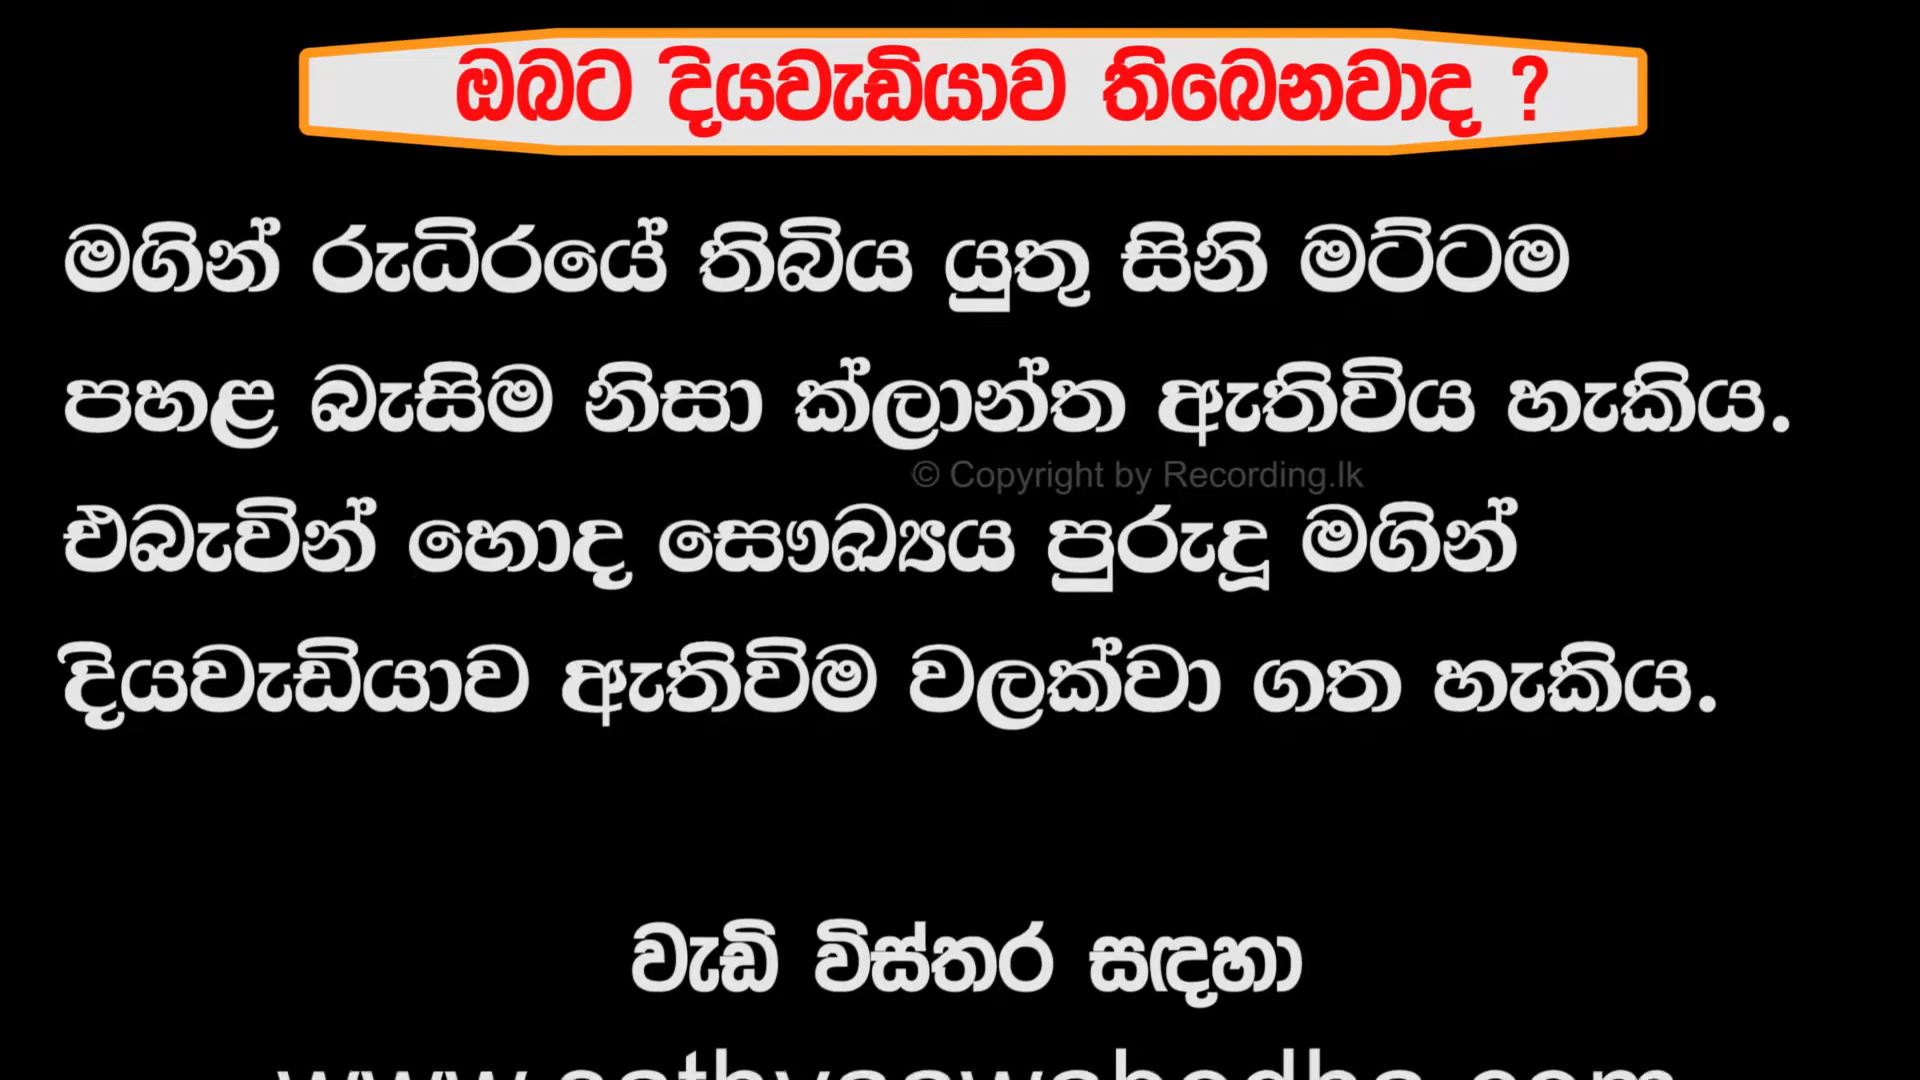 ඔබට දියවැඩියාව තිබෙනවාද ?
මගින් රුධිරයේ තිබිය යුතු සිනි මට්ටම
පහළ බැසිම නිසා ක්ලාන්ත ඇතිවිය හැකිය.
© Copyright by Recording.lk
එබැවින් හොද සෞඛ්‍යය පුරුදූ මගින්
දියවැඩියාව ඇතිවිම වලක්වා ගත හැකිය.
වැඩි විස්තර සඳහා